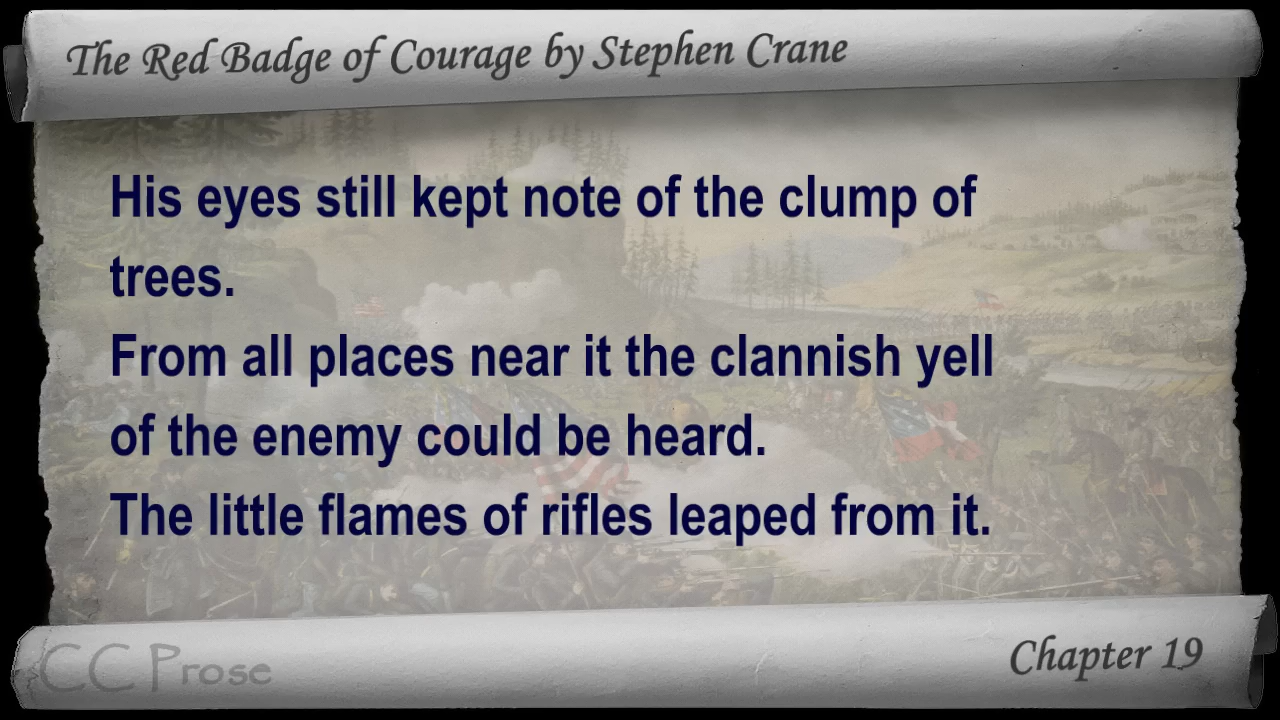 The Red Badge of Courage by Stephen Crane
His eyes still kept note of the clump of
trees.
From all places near it the clannish yell
of the enemy could be heard.
The little flames of rifles leaped from it.
CC Prose
Chapter 19